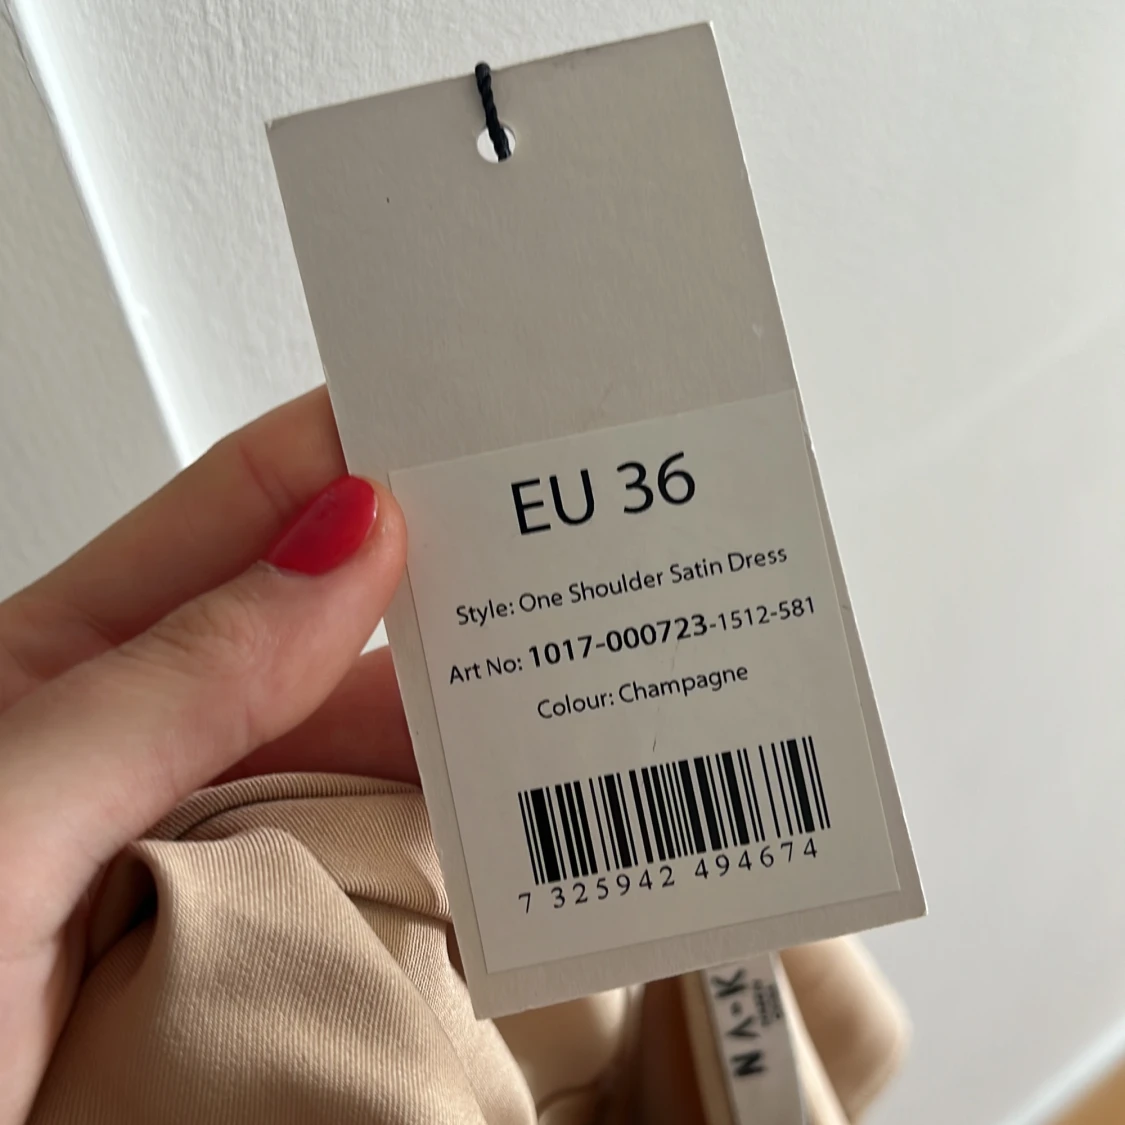 EU 36
Style: One Shoulder Satin Dress
Art No: 1017-000723-1512-581
Colour: Champagne
7 325942 494674
NA-K